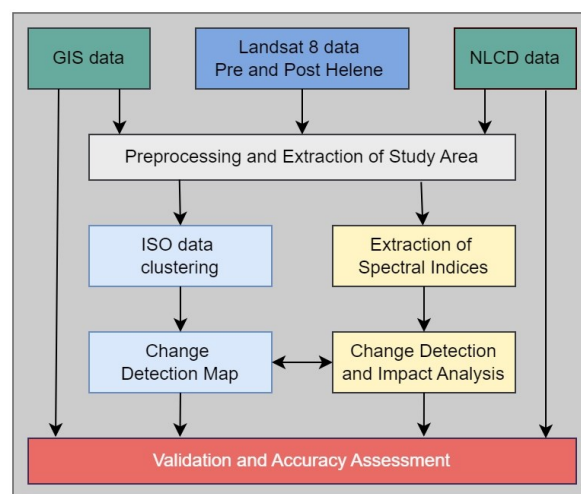 GIS data
Landsat 8 data
Pre and Post Helene
NLCD data
Preprocessing and Extraction of Study Area
ISO data
clustering
Extraction of
Spectral Indices
Change
Detection Map
Change Detection
and Impact Analysis
Validation and Accuracy Assessment